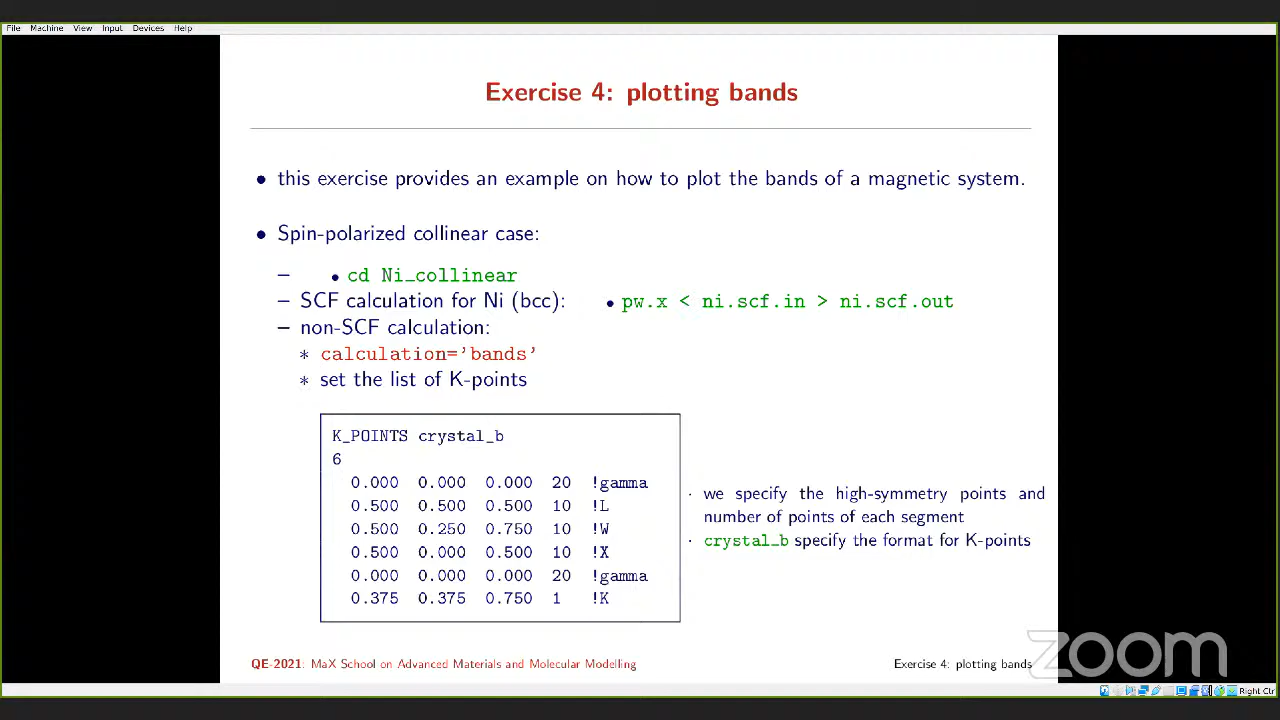 File Machine View Input Devices Help
Exercise 4: plotting bands
• this exercise provides an example on how to plot the bands of a magnetic system.
• Spin-polarized collinear case:
– • cd Ni_collinear
– SCF calculation for Ni (bcc): • pw.x < ni.scf.in > ni.scf.out
– non-SCF calculation:
* calculation='bands'
* set the list of K-points
K_POINTS crystal_b
6
0.000 0.000 0.000 20 !gamma
0.500 0.500 0.500 10 !L
0.500 0.250 0.750 10 !W
0.500 0.000 0.500 10 !X
0.000 0.000 0.000 20 !gamma
0.375 0.375 0.750 1 !K
· we specify the high-symmetry points and
number of points of each segment
· crystal_b specify the format for K-points
QE-2021: MaX School on Advanced Materials and Molecular Modelling
Exercise 4: plotting bands
zoom
Right Ctr